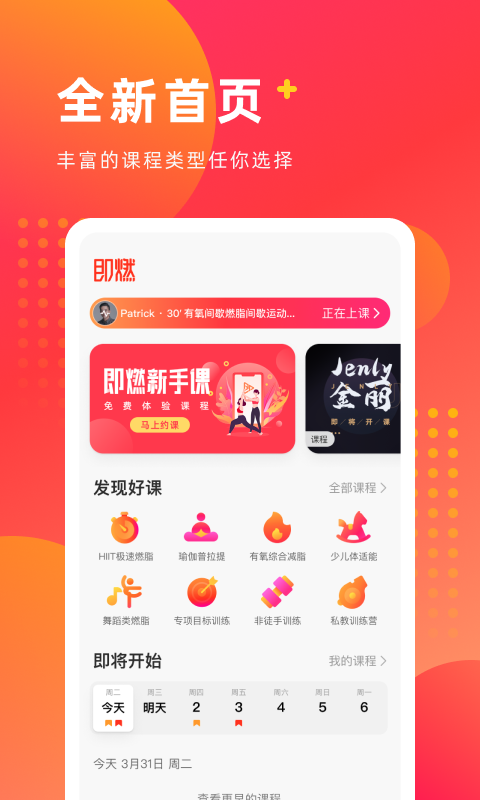 全新首页
丰富的课程类型任你选择
即燃
Patrick · 30' 有氧间歇燃脂间歇运动... 正在上课
即燃新手课
免费体验课程
马上约课
Jenly
JEN
金丽
即/将/开/课
课程
发现好课 全部课程
HIIT极速燃脂 瑜伽普拉提 有氧综合减脂 少儿体适能
舞蹈类燃脂 专项目标训练 非徒手训练 私教训练营
即将开始 我的课程
周二 周三 周四 周五 周六 周日 周一
今天 明天 2 3 4 5 6
今天 3月31日 周二
查看更早的课程